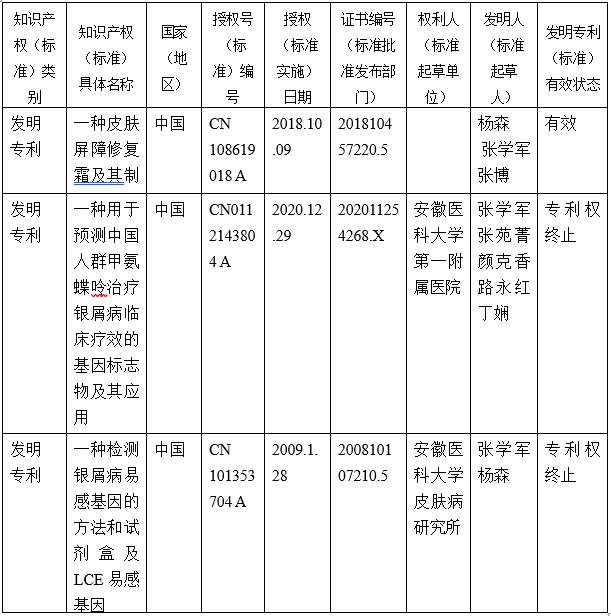 知识产权（标准）类别
知识产权（标准）具体名称
国家（地区）
授权号（标准）编号
授权（标准实施）日期
证书编号（标准批准发布部门）
权利人（标准起草单位）
发明人（标准起草人）
发明专利（标准）有效状态
发明专利
一种皮肤屏障修复霜及其制
中国
CN 108619018 A
2018.10.09
201810457220.5
杨森 张学军 张博
有效
发明专利
一种用于预测中国人群甲氨蝶呤治疗银屑病临床疗效的基因标志物及其应用
中国
CN011214380 4 A
2020.12.29
202011254268.X
安徽医科大学第一附属医院
张学军 张苑菁 颜克香 路永红 丁娴
专利权终止
发明专利
一种检测银屑病易感基因的方法和试剂盒及LCE易感基因
中国
CN 101353704 A
2009.1.28
200810107210.5
安徽医科大学皮肤病研究所
张学军 杨森
专利权终止